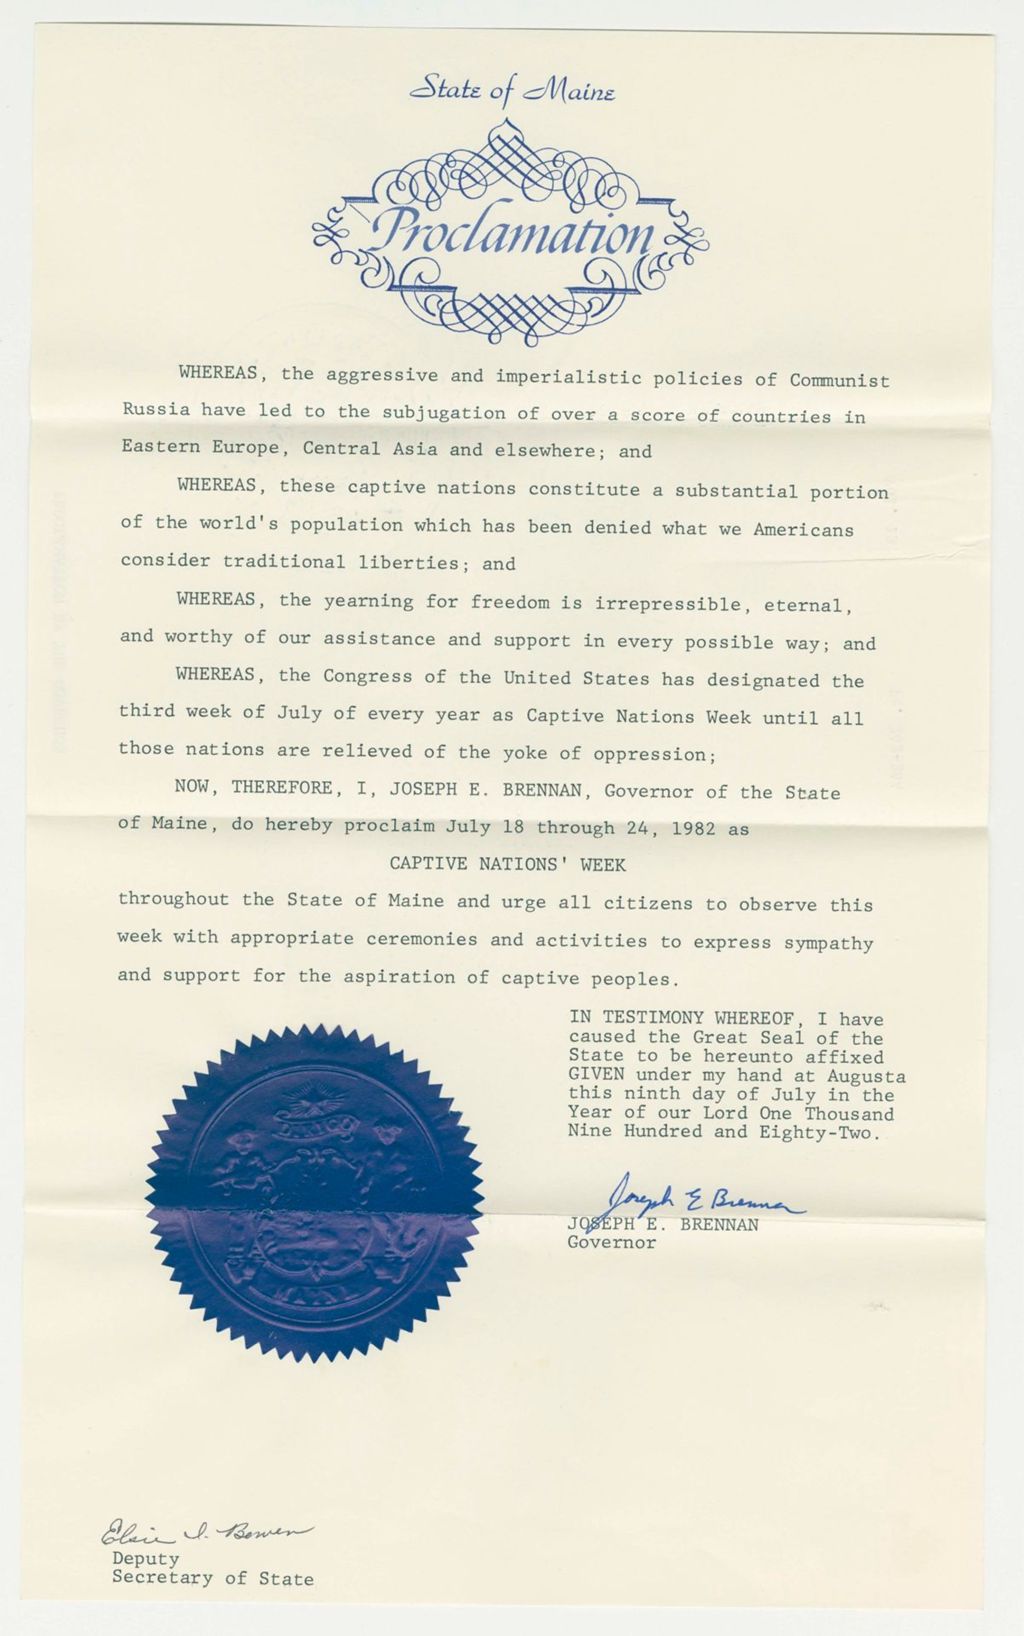 State of Maine
Proclamation
WHEREAS, the aggressive and imperialistic policies of Communist
Russia have led to the subjugation of over a score of countries in
Eastern Europe, Central Asia and elsewhere; and
WHEREAS, these captive nations constitute a substantial portion
of the world's population which has been denied what we Americans
consider traditional liberties; and
WHEREAS, the yearning for freedom is irrepressible, eternal,
and worthy of our assistance and support in every possible way; and
WHEREAS, the Congress of the United States has designated the
third week of July of every year as Captive Nations Week until all
those nations are relieved of the yoke of oppression;
NOW, THEREFORE, I, JOSEPH E. BRENNAN, Governor of the State
of Maine, do hereby proclaim July 18 through 24, 1982 as
CAPTIVE NATIONS' WEEK
throughout the State of Maine and urge all citizens to observe this
week with appropriate ceremonies and activities to express sympathy
and support for the aspiration of captive peoples.
IN TESTIMONY WHEREOF, I have
caused the Great Seal of the
State to be hereunto affixed
GIVEN under my hand at Augusta
this ninth day of July in the
Year of our Lord One Thousand
Nine Hundred and Eighty-Two.
Joseph E Brennan
JOSEPH E. BRENNAN
Governor
DIRIGO
Elsie I. Bowen
Deputy
Secretary of State